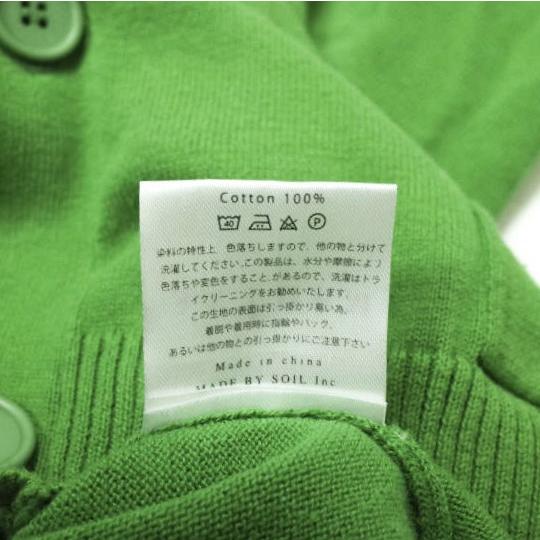 Cotton 100%
40 P
染料の特性上、色落ちしますので、他の物と分けて
洗濯してください.この製品は、水分や摩擦により
色落ちや変色をすることがあるので、洗濯はドラ
イクリーニングをお勧めいたします。
この生地の表面は引っ掛かり易い為、
着脱や着用時に指輪やバック、
あるいは他の物との引っ掛かりにご注意下さい
Made in china
MADE BY SOIL Inc